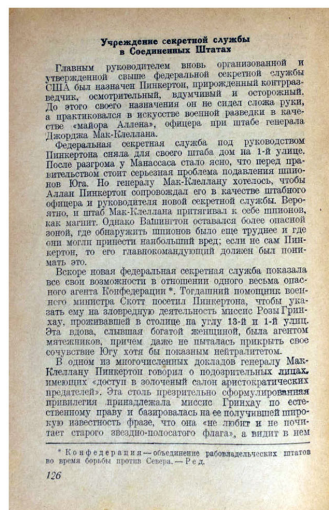 Учреждение секретной службы
в Соединенных Штатах
Главным руководителем вновь организованной и
утвержденной свыше федеральной секретной службы
США был назначен Пинкертон, прирожденный контрраз-
ведчик, осмотрительный, вдумчивый и осторожный.
До этого своего назначения он не сидел сложа руки,
а практиковался в искусстве военной разведки в каче-
стве «майора Аллена», офицера при штабе генерала
Джорджа Мак-Клеллана.
Федеральная секретная служба под руководством
Пинкертона сняла для своего штаба дом на 1-й улице.
После разгрома у Манассаса стало ясно, что перед пра-
вительством стоит серьезная проблема подавления шпио-
нов Юга. Но генералу Мак-Клеллану хотелось, чтобы
Аллан Пинкертон сопровождал его в качестве штабного
офицера и руководителя новой секретной службы. Веро-
ятно, и штаб Мак-Клеллана притягивал к себе шпионов,
как магнит. Однако Вашингтон оставался более опасной
зоной, где обнаружить шпионов было еще труднее и где
они могли принести наибольший вред; если не сам Пин-
кертон, то его главнокомандующий должен был пони-
мать это.
Вскоре новая федеральная секретная служба показала
все свои возможности в отношении одного весьма опас-
ного агента Конфедерации *. Тогдашний помощник воен-
ного министра Скотт посетил Пинкертона, чтобы ука-
зать ему на зловредную деятельность миссис Розы Грин-
хау, проживавшей в столице на углу 13-й и 1-й улиц.
Эта вдова, слывшая богатой женщиной, была агентом
мятежников, причем даже не пыталась прикрыть свое
сочувствие Югу хотя бы показным нейтралитетом.
В одном из многочисленных докладов генералу Мак-
Клеллану Пинкертон говорил о подозрительных лицах,
имеющих «доступ в золоченый салон аристократических
предателей». Эта столь презрительно сформулированная
привилегия принадлежала миссис Гринхау по есте-
ственному праву и базировалась на ее получившей широ-
кую известность фразе, что она «не любит и не почи-
тает старого звездно-полосатого флага», а видит в нем
* Конфедерация — объединение рабовладельческих штатов
во время борьбы против Севера. — Ред.
126